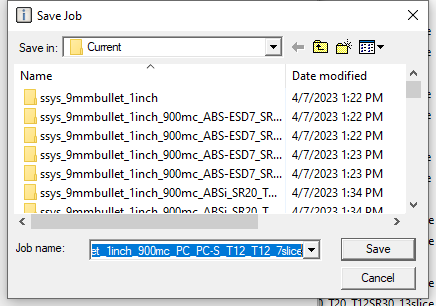 Save Job
Save in: Current
Name Date modified
ssys_9mmbullet_1inch 4/7/2023 1:22 PM
ssys_9mmbullet_1inch_900mc_ABS-ESD7_SR... 4/7/2023 1:22 PM
ssys_9mmbullet_1inch_900mc_ABS-ESD7_SR... 4/7/2023 1:22 PM
ssys_9mmbullet_1inch_900mc_ABS-ESD7_SR... 4/7/2023 1:23 PM
ssys_9mmbullet_1inch_900mc_ABS-ESD7_SR... 4/7/2023 1:23 PM
ssys_9mmbullet_1inch_900mc_ABSi_SR20_T... 4/7/2023 1:34 PM
ssys_9mmbullet_1inch_900mc_ABSi_SR20_T... 4/7/2023 1:34 PM
Job name: et_1inch_900mc_PC_PC-S_T12_T12_7slice
Save
Cancel
T20_T12SR30_13slice